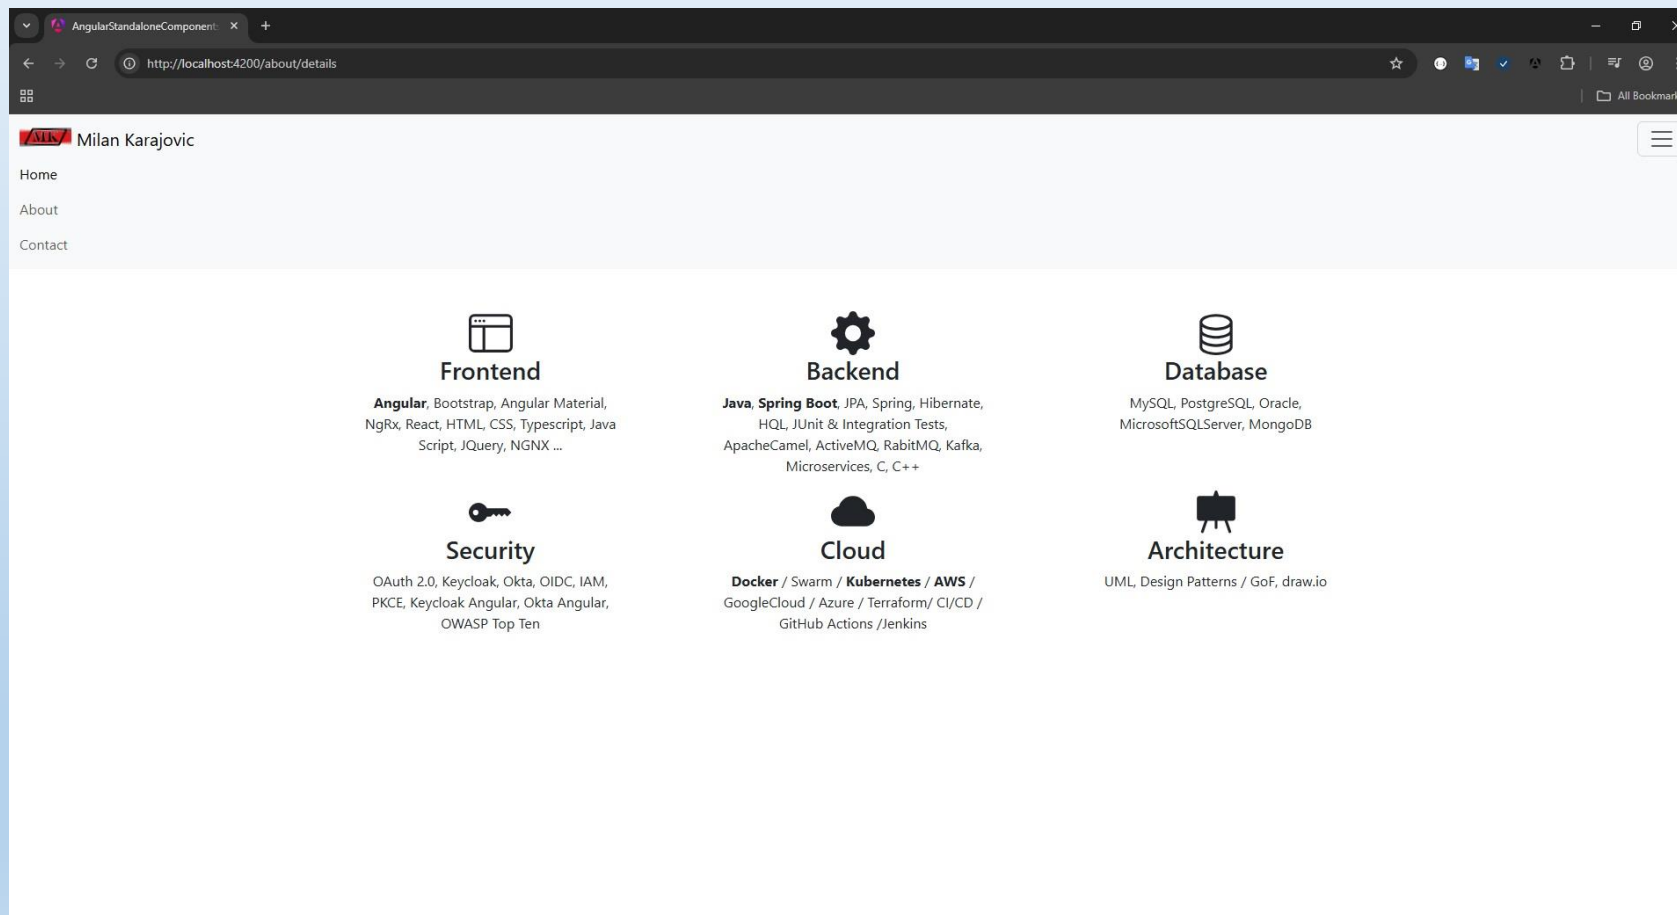 AngularStandaloneComponent
http://localhost:4200/about/details
All Bookmark
MK Milan Karajovic
Home
About
Contact
Frontend
Angular, Bootstrap, Angular Material,
NgRx, React, HTML, CSS, Typescript, Java
Script, JQuery, NGNX ...
Backend
Java, Spring Boot, JPA, Spring, Hibernate,
HQL, JUnit & Integration Tests,
ApacheCamel, ActiveMQ, RabitMQ, Kafka,
Microservices, C, C++
Database
MySQL, PostgreSQL, Oracle,
MicrosoftSQLServer, MongoDB
Security
OAuth 2.0, Keycloak, Okta, OIDC, IAM,
PKCE, Keycloak Angular, Okta Angular,
OWASP Top Ten
Cloud
Docker / Swarm / Kubernetes / AWS /
GoogleCloud / Azure / Terraform/ CI/CD /
GitHub Actions /Jenkins
Architecture
UML, Design Patterns / GoF, draw.io